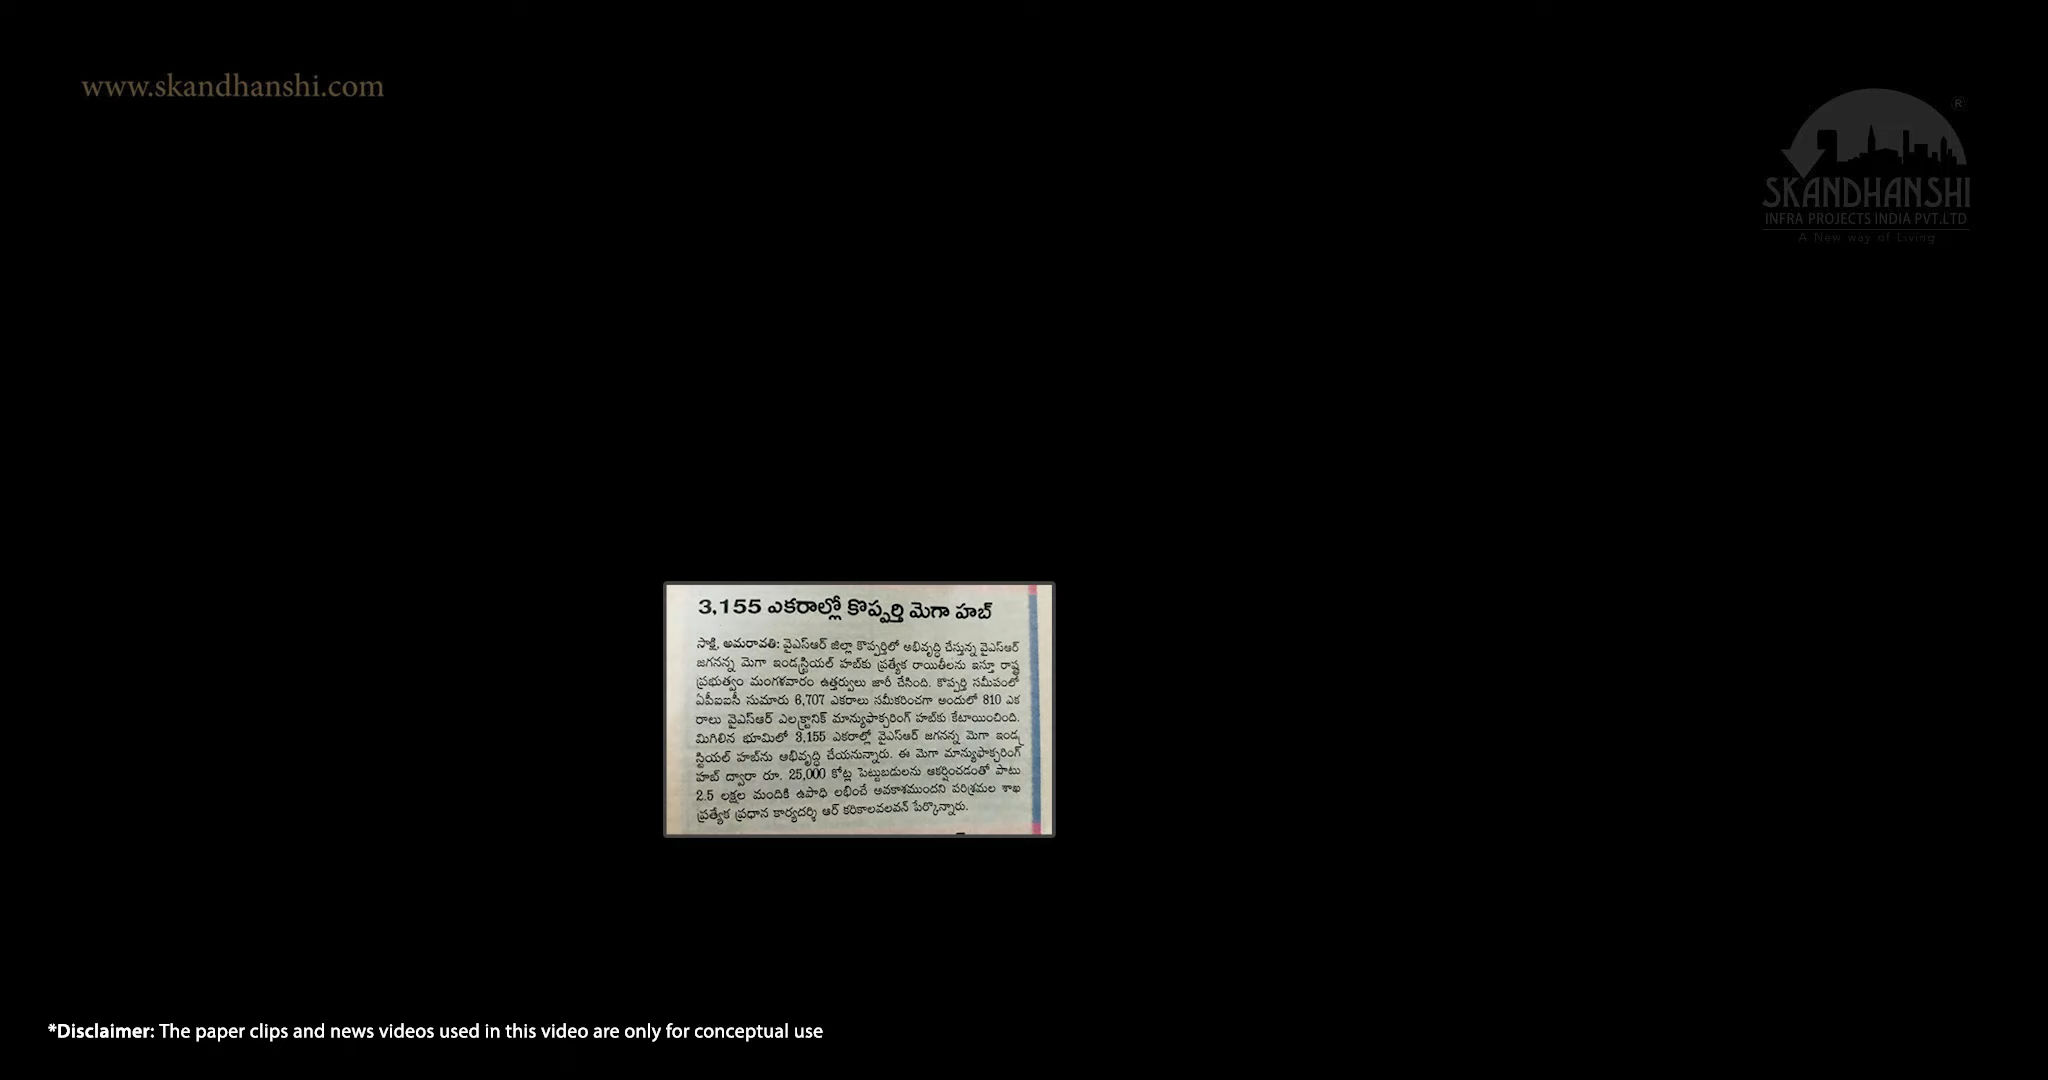 www.skandhanshi.com
®
SKANDHANSHI
INFRA PROJECTS INDIA PVT.LTD
A New way of Living
3,155 ఎకరాల్లో కొప్పర్తి మెగా హబ్
సాక్షి, అమరావతి: వైఎస్ఆర్ జిల్లా కొప్పర్తిలో అభివృద్ధి చేస్తున్న వైఎస్ఆర్
జగనన్న మెగా ఇండస్ట్రియల్ హబ్‌కు ప్రత్యేక రాయితీలను ఇస్తూ రాష్ట్ర
ప్రభుత్వం మంగళవారం ఉత్తర్వులు జారీ చేసింది. కొప్పర్తి సమీపంలో
ఏపీఐఐసీ సుమారు 6,707 ఎకరాలు సమీకరించగా అందులో 810 ఎక
రాలు వైఎస్ఆర్ ఎలక్ట్రానిక్ మాన్యుఫాక్చరింగ్ హబ్‌కు కేటాయించింది.
మిగిలిన భూమిలో 3,155 ఎకరాల్లో వైఎస్ఆర్ జగనన్న మెగా ఇండ
స్ట్రియల్ హబ్‌ను అభివృద్ధి చేయనున్నారు. ఈ మెగా మాన్యుఫాక్చరింగ్
హబ్ ద్వారా రూ. 25,000 కోట్ల పెట్టుబడులను ఆకర్షించడంతో పాటు
2.5 లక్షల మందికి ఉపాధి లభించే అవకాశముందని పరిశ్రమల శాఖ
ప్రత్యేక ప్రధాన కార్యదర్శి ఆర్ కరికాలవలవన్ పేర్కొన్నారు.
*Disclaimer: The paper clips and news videos used in this video are only for conceptual use